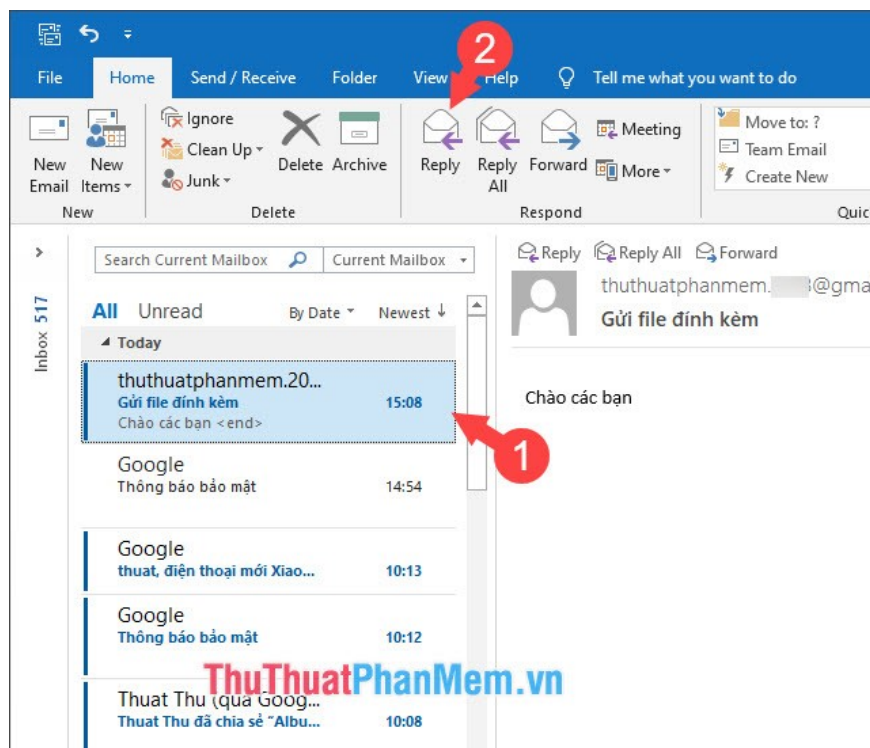 2
File Home Send / Receive Folder View Help Tell me what you want to do
New Email
New Items
Ignore
Clean Up
Junk
Delete
Archive
Reply
Reply All
Forward
Meeting
More
Move to: ?
Team Email
Create New
New Delete Respond Quic
Search Current Mailbox Current Mailbox
Inbox 517
All Unread By Date Newest
Today
thuthuatphanmem.20...
Gửi file đính kèm 15:08
Chào các bạn <end>
1
Google
Thông báo bảo mật 14:54
Google
thuat, điện thoại mới Xiao... 10:13
Google
Thông báo bảo mật 10:12
Thuat Thu (qua Goog...
Thuat Thu đã chia sẻ "Albu... 10:08
Reply Reply All Forward
thuthuatphanmem. @gma
Gửi file đính kèm
Chào các bạn
ThuThuatPhanMem.vn